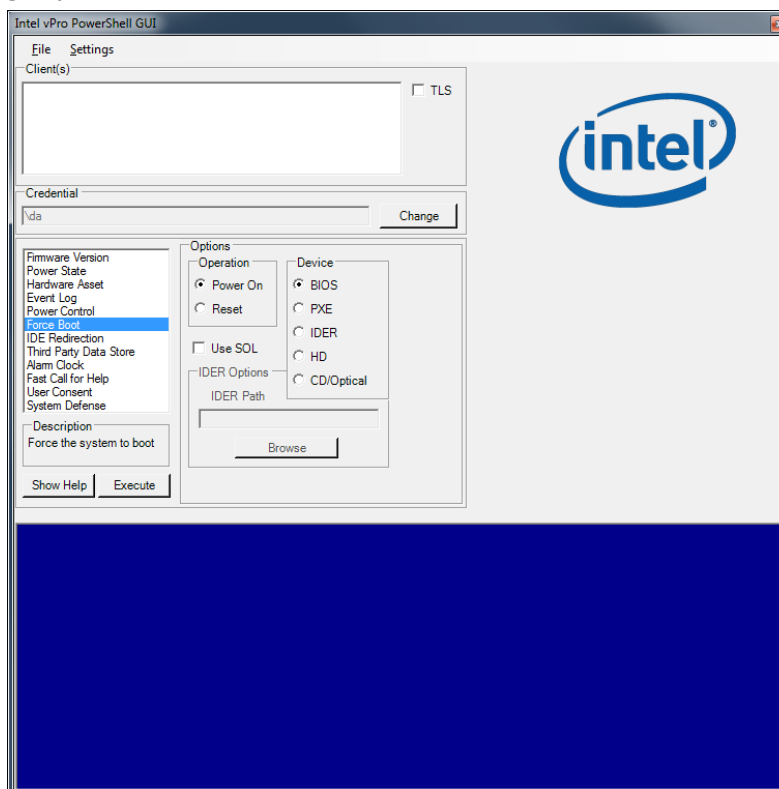 Intel vPro PowerShell GUI
File Settings
Client(s)
TLS
intel®
Credential
\da
Change
Firmware Version
Power State
Hardware Asset
Event Log
Power Control
Force Boot
IDE Redirection
Third Party Data Store
Alarm Clock
Fast Call for Help
User Consent
System Defense
Description
Force the system to boot
Show Help Execute
Options
Operation
Power On
Reset
Use SOL
Device
BIOS
PXE
IDER
HD
CD/Optical
IDER Options
IDER Path
Browse